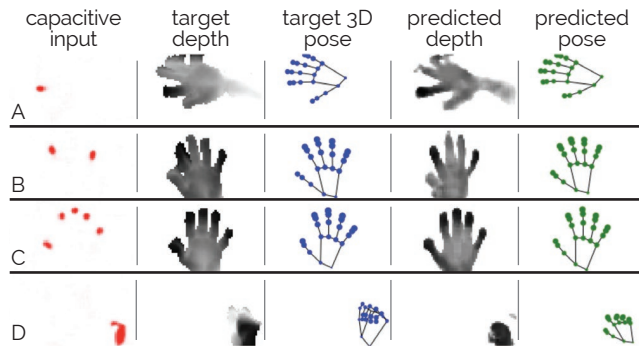 capacitive input
target depth
target 3D pose
predicted depth
predicted pose
A
B
C
D